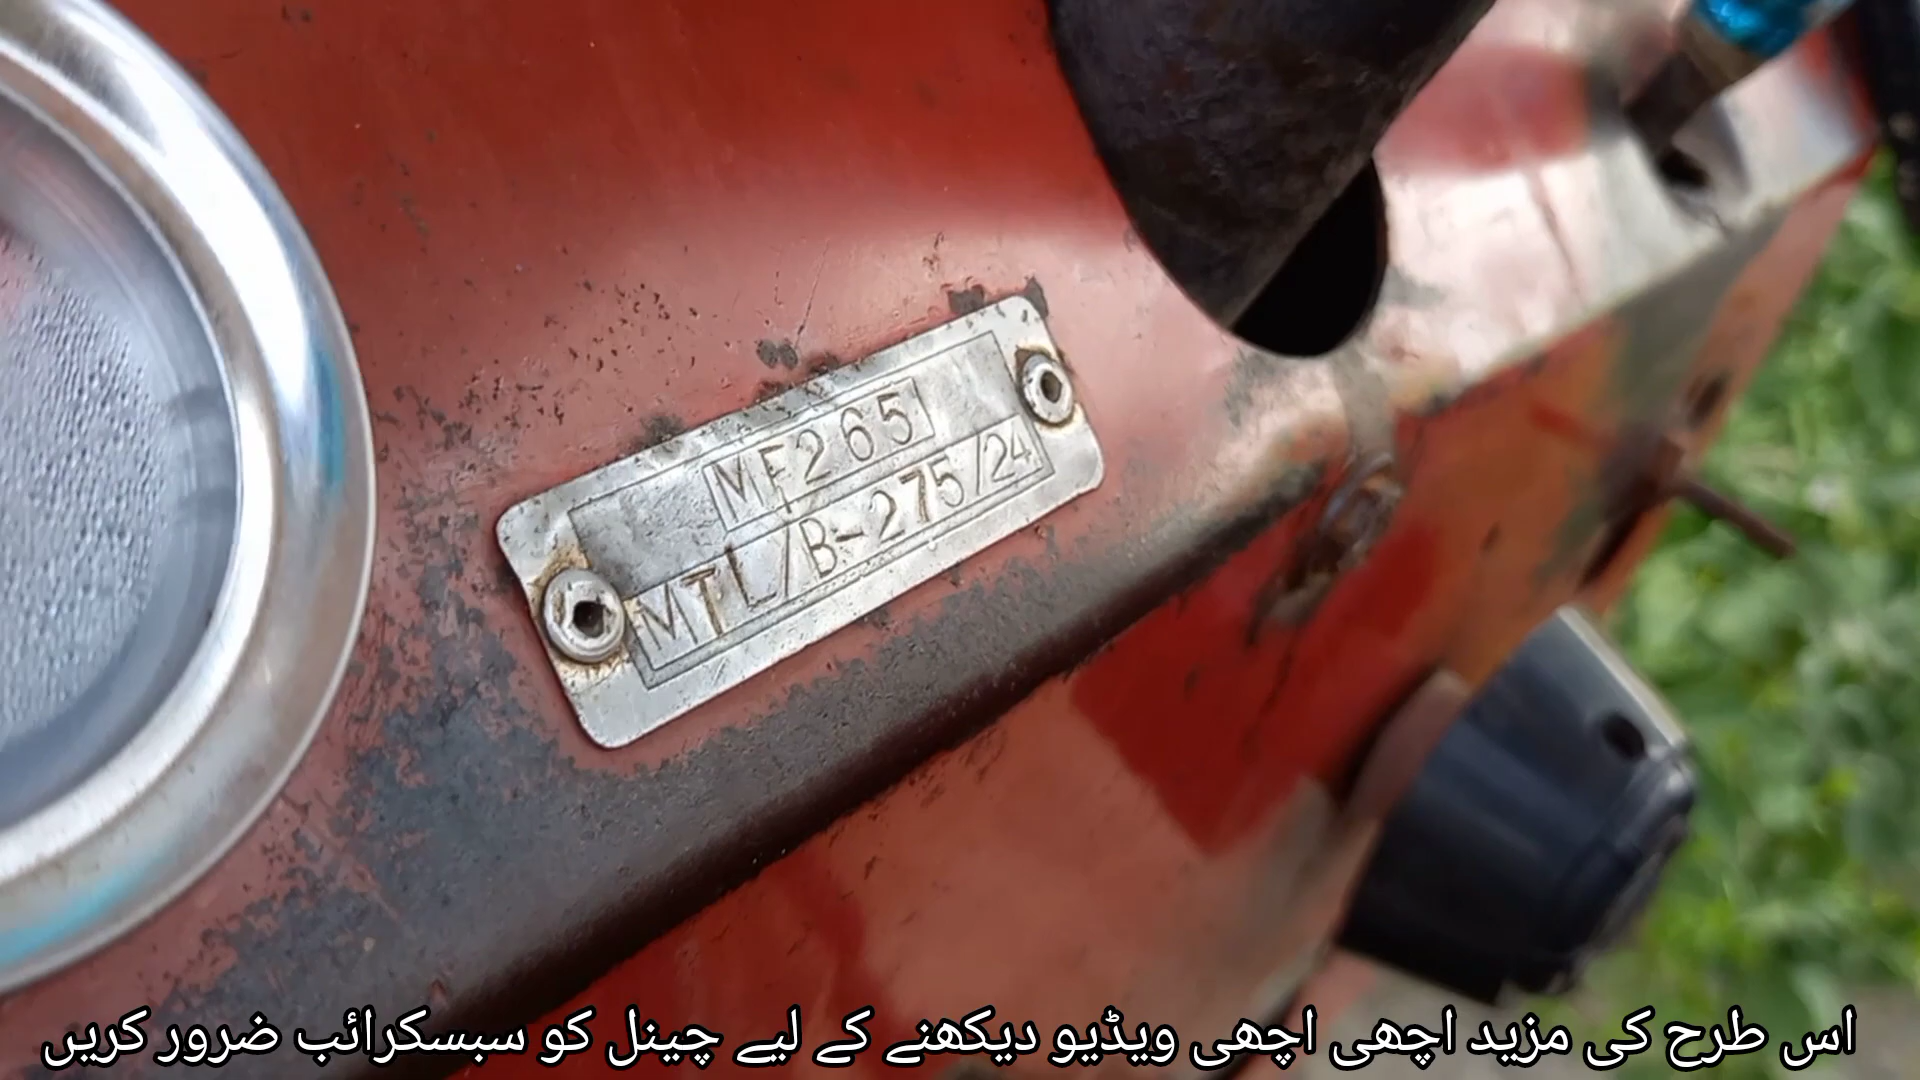 MF265
MTL/B-275/24
اس طرح کی مزید اچھی اچھی ویڈیو دیکھنے کے لیے چینل کو سبسکرائب ضرور کریں